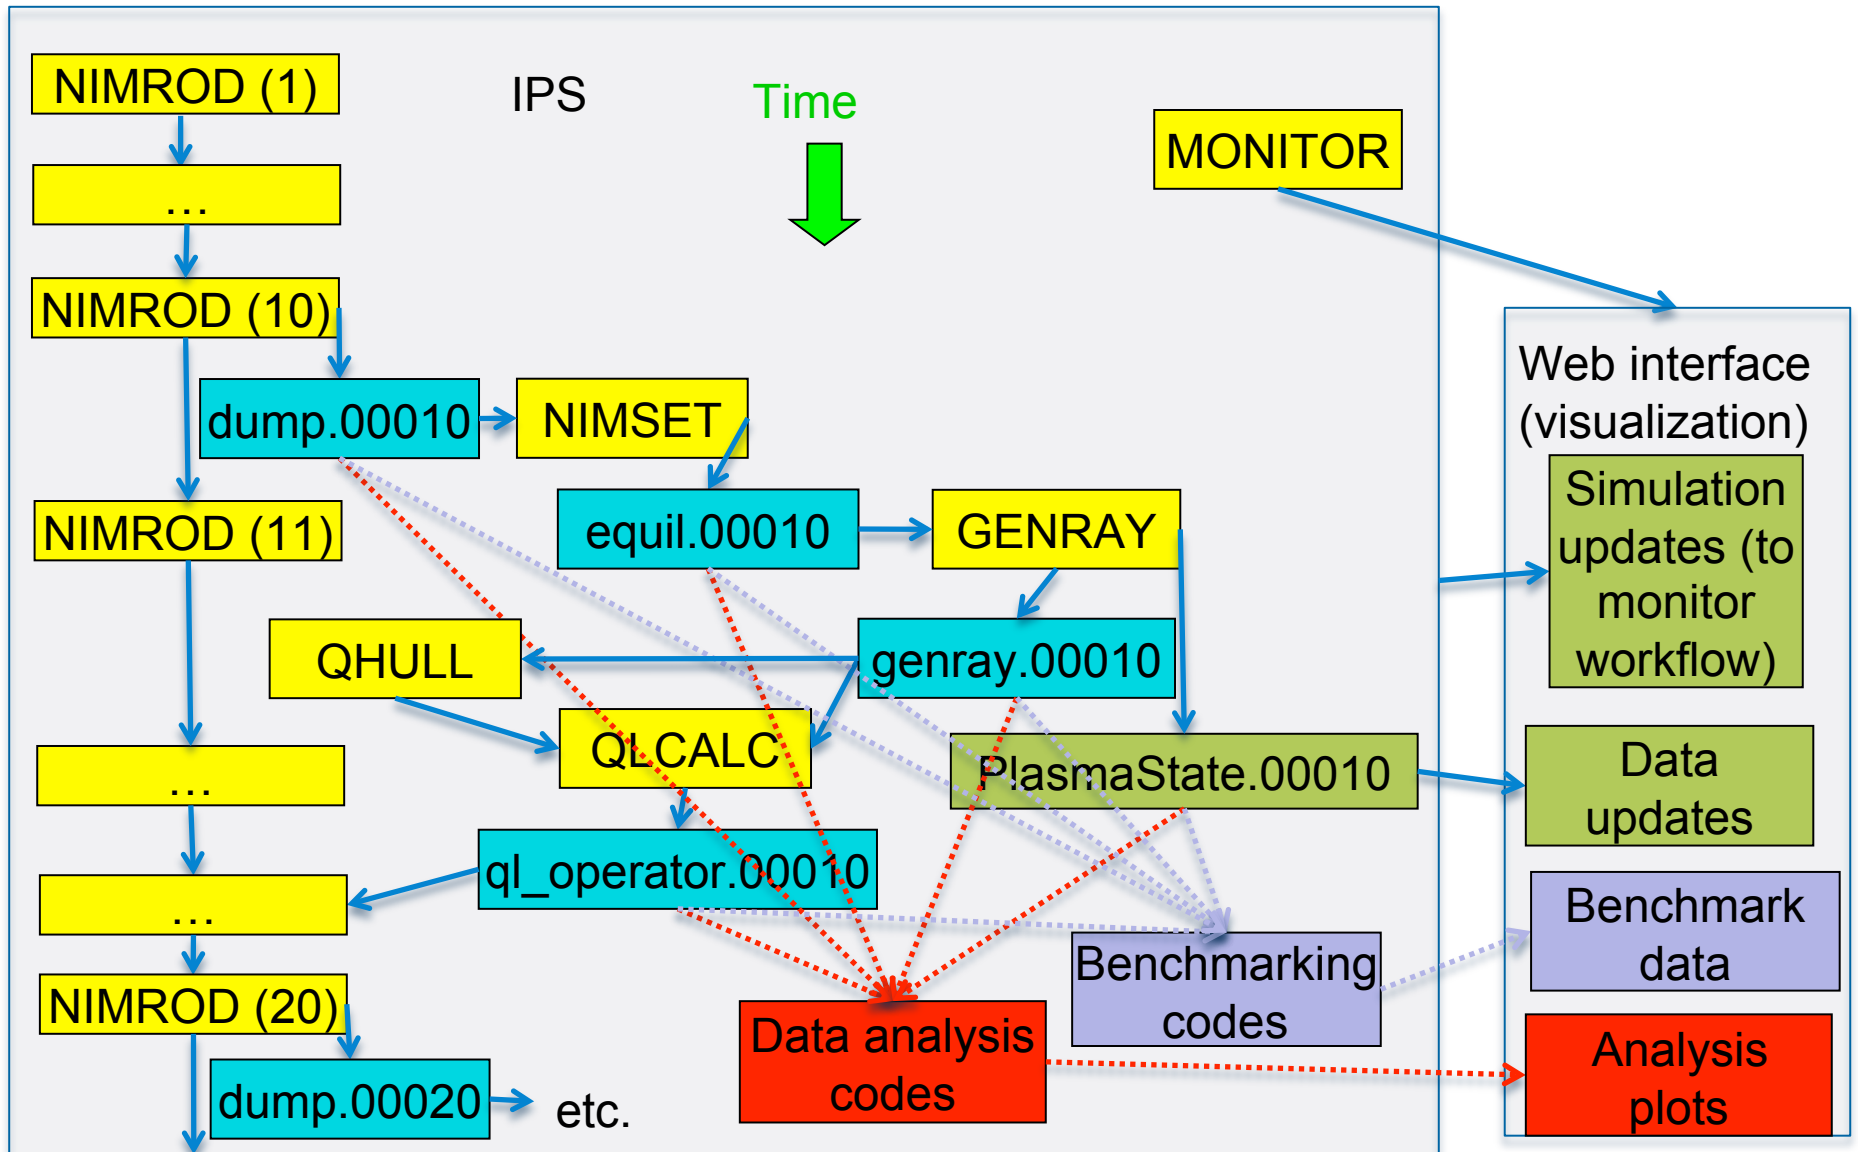 NIMROD (1)
IPS
Time
MONITOR
…
NIMROD (10)
Web interface
(visualization)
dump.00010
NIMSET
Simulation
updates (to
monitor
workflow)
NIMROD (11)
equil.00010
GENRAY
QHULL
genray.00010
QLCALC
PlasmaState.00010
Data
updates
…
ql_operator.00010
…
Benchmark
data
Benchmarking
codes
NIMROD (20)
Data analysis
codes
Analysis
plots
dump.00020
etc.